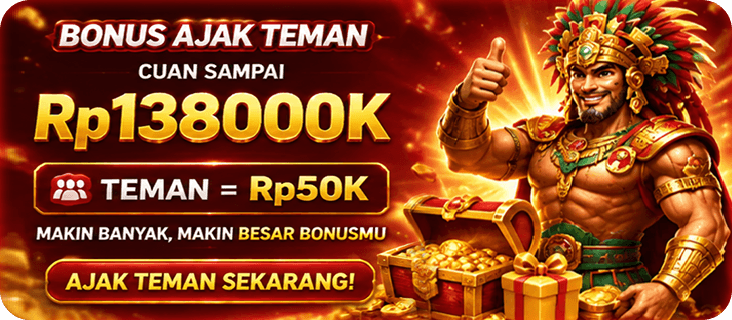 BONUS AJAK TEMAN
CUAN SAMPAI
Rp138000K
TEMAN = Rp50K
MAKIN BANYAK, MAKIN BESAR BONUSMU
AJAK TEMAN SEKARANG!